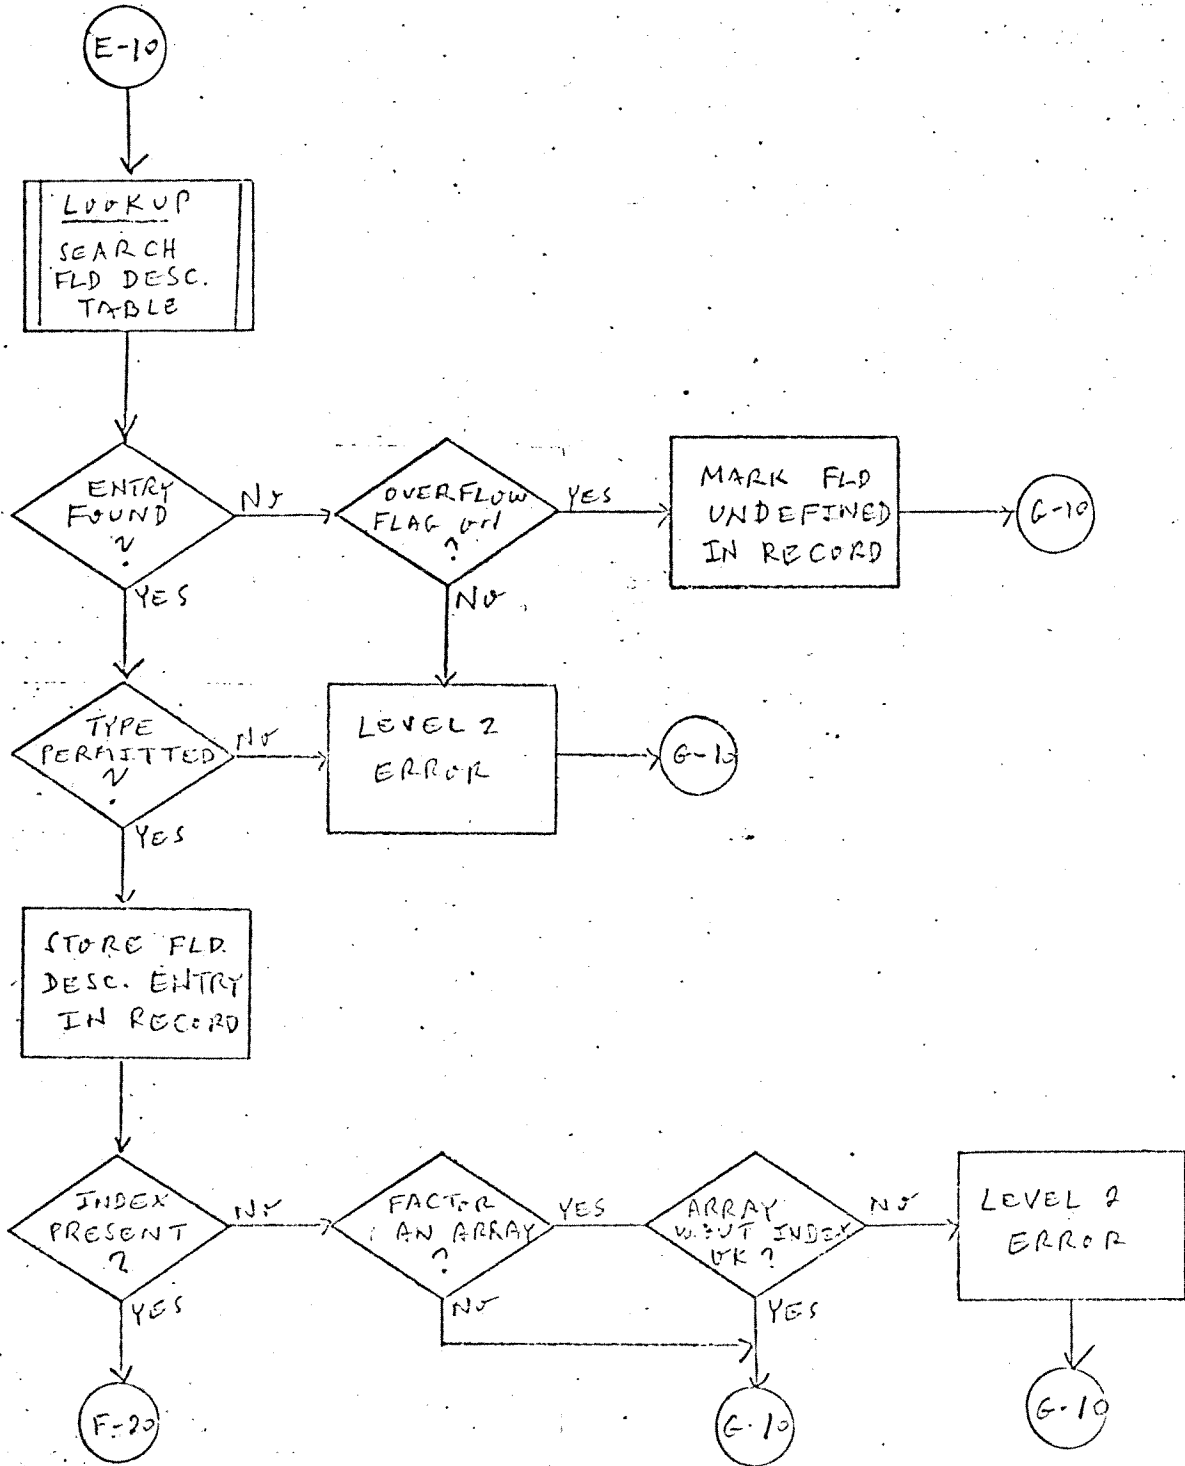 E-10
LOOKUP
SEARCH
FLD DESC.
TABLE
ENTRY
FOUND
?
NO
YES
OVERFLOW
FLAG ON
?
YES
NO
MARK FLD
UNDEFINED
IN RECORD
G-10
TYPE
PERMITTED
?
NO
YES
LEVEL 2
ERROR
G-10
STORE FLD.
DESC. ENTRY
IN RECORD
INDEX
PRESENT
?
NO
YES
FACTOR
AN ARRAY
?
YES
NO
ARRAY
W.OUT INDEX
OK?
NO
YES
LEVEL 2
ERROR
F-20
G-10
G-10